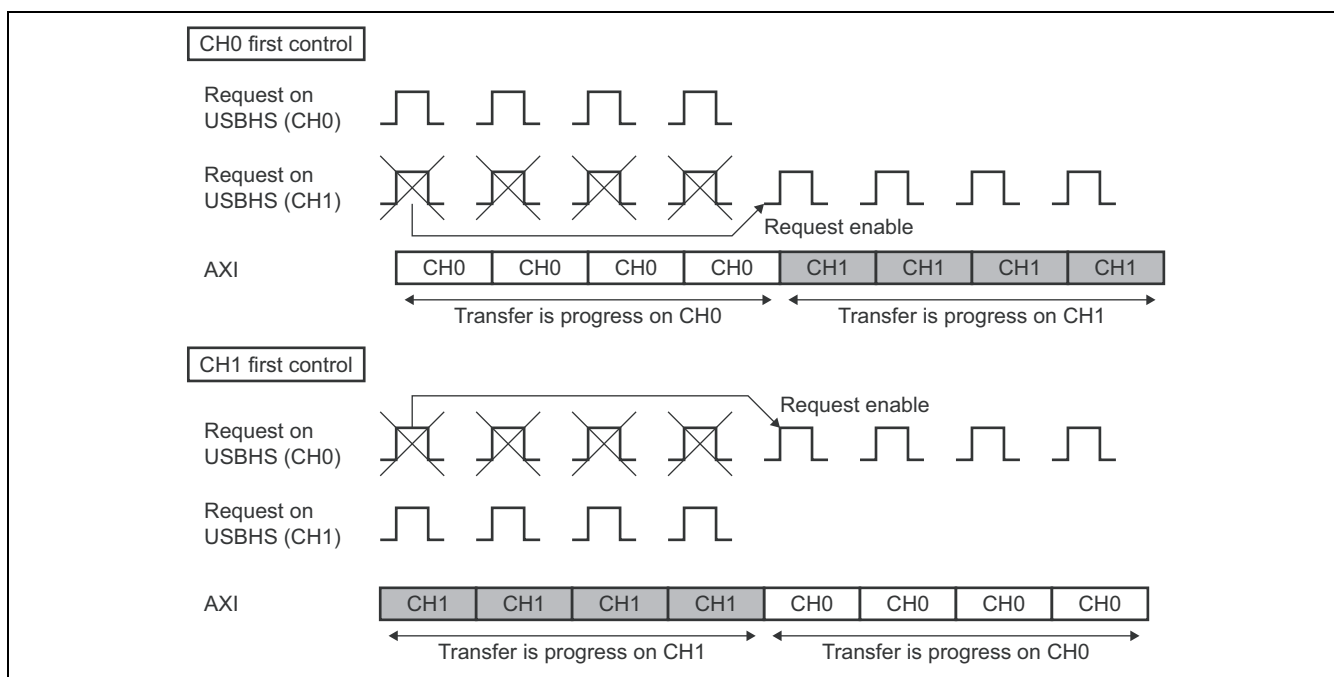 CH0 first control
Request on
USBHS (CH0)
Request on
USBHS (CH1)
Request enable
AXI
CH0 CH0 CH0 CH0 CH1 CH1 CH1 CH1
Transfer is progress on CH0 Transfer is progress on CH1
CH1 first control
Request enable
Request on
USBHS (CH0)
Request on
USBHS (CH1)
AXI
CH1 CH1 CH1 CH1 CH0 CH0 CH0 CH0
Transfer is progress on CH1 Transfer is progress on CH0